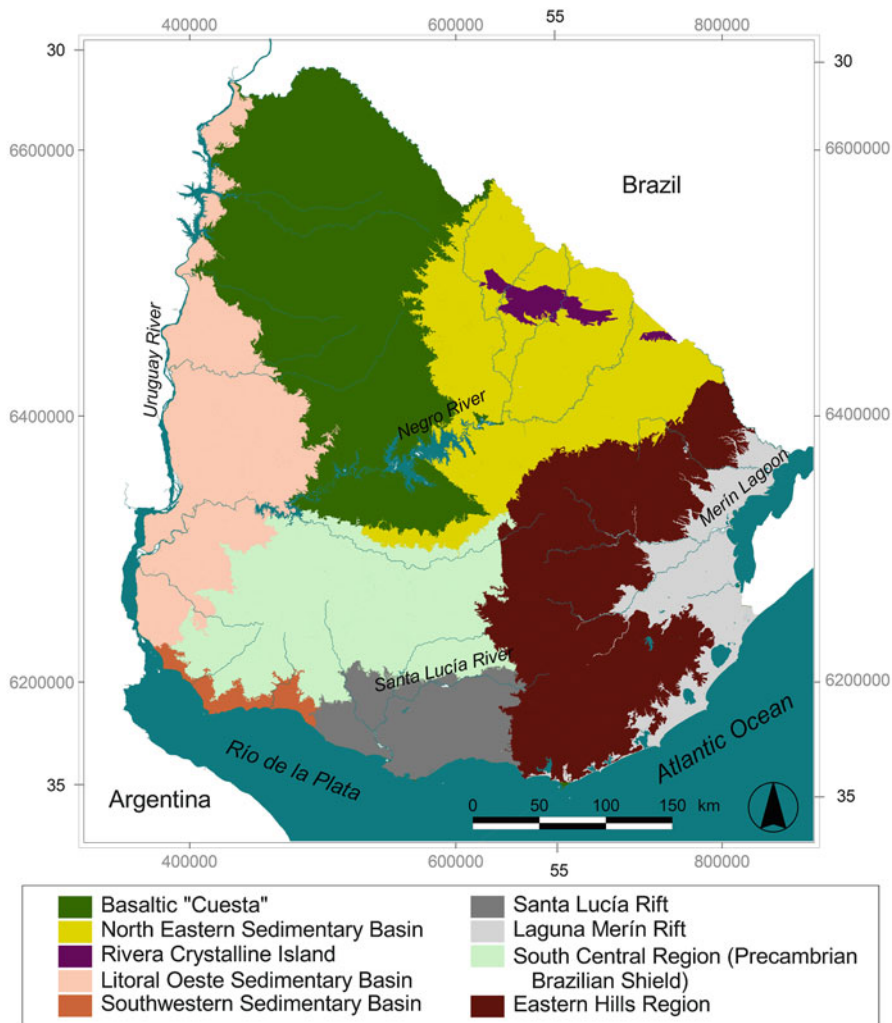 400000 600000 55 800000
30 30
6600000 6600000
Brazil
Uruguay River
6400000 Negro River 6400000
Merín Lagoon
Santa Lucía River
6200000 6200000
Río de la Plata Atlantic Ocean
35 Argentina 35
0 50 100 150 km
400000 600000 55 800000
Basaltic "Cuesta"
North Eastern Sedimentary Basin
Rivera Crystalline Island
Litoral Oeste Sedimentary Basin
Southwestern Sedimentary Basin
Santa Lucía Rift
Laguna Merín Rift
South Central Region (Precambrian
Brazilian Shield)
Eastern Hills Region